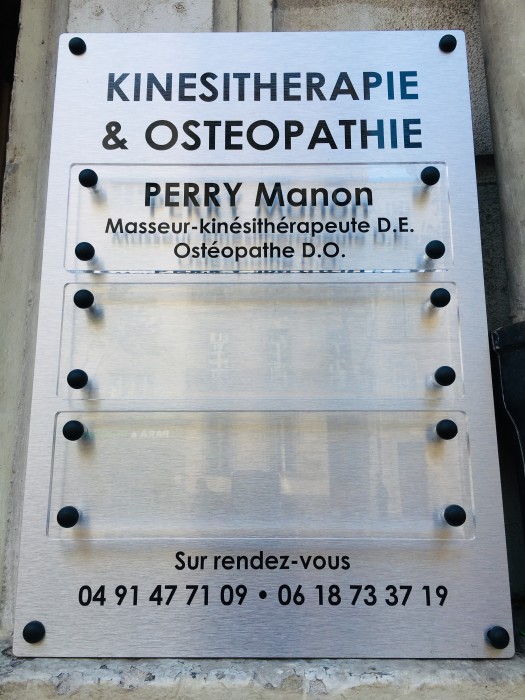 KINESITHERAPIE
& OSTEOPATHIE
PERRY Manon
Masseur-kinésithérapeute D.E.
Ostéopathe D.O.
Sur rendez-vous
04 91 47 71 09 • 06 18 73 37 19